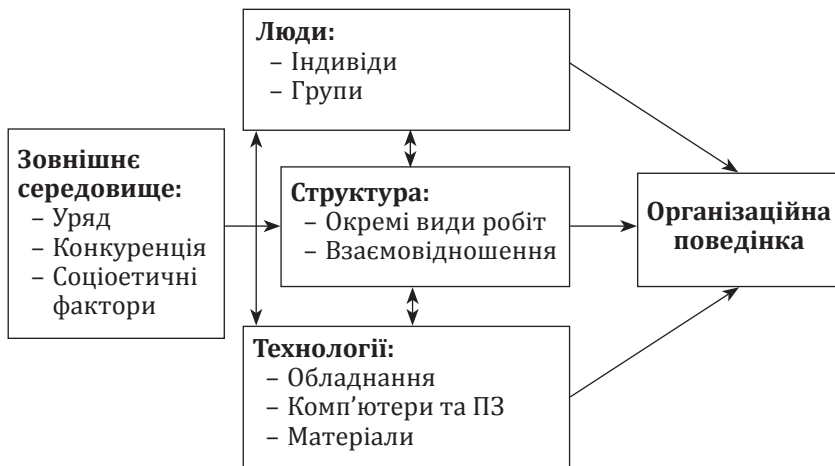 Люди:
– Індивіди
– Групи
Зовнішнє
середовище:
– Уряд
– Конкуренція
– Соціоетичні
фактори
Структура:
– Окремі види робіт
– Взаємовідношення
Організаційна
поведінка
Технології:
– Обладнання
– Комп’ютери та ПЗ
– Матеріали